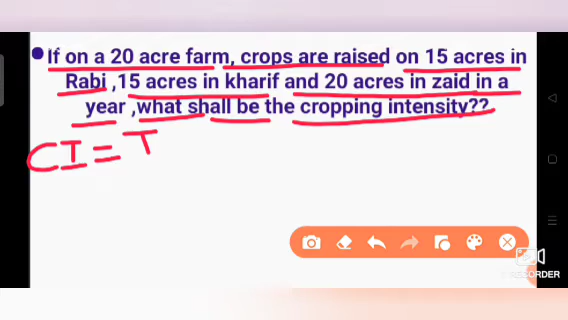 If on a 20 acre farm, crops are raised on 15 acres in
Rabi ,15 acres in kharif and 20 acres in zaid in a
year ,what shall be the cropping intensity??
CI = T
RECORDER